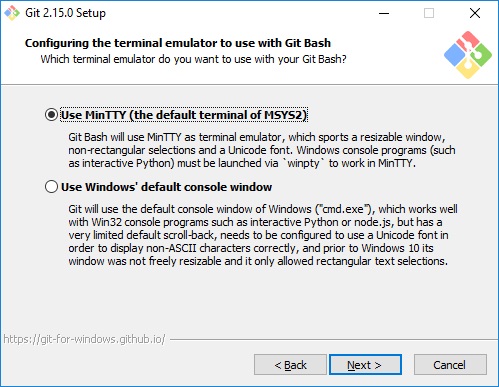 Git 2.15.0 Setup
Configuring the terminal emulator to use with Git Bash
Which terminal emulator do you want to use with your Git Bash?
Use MinTTY (the default terminal of MSYS2)
Git Bash will use MinTTY as terminal emulator, which sports a resizable window,
non-rectangular selections and a Unicode font. Windows console programs (such
as interactive Python) must be launched via `winpty` to work in MinTTY.
Use Windows' default console window
Git will use the default console window of Windows ("cmd.exe"), which works well
with Win32 console programs such as interactive Python or node.js, but has a
very limited default scroll-back, needs to be configured to use a Unicode font in
order to display non-ASCII characters correctly, and prior to Windows 10 its
window was not freely resizable and it only allowed rectangular text selections.
https://git-for-windows.github.io/
< Back
Next >
Cancel